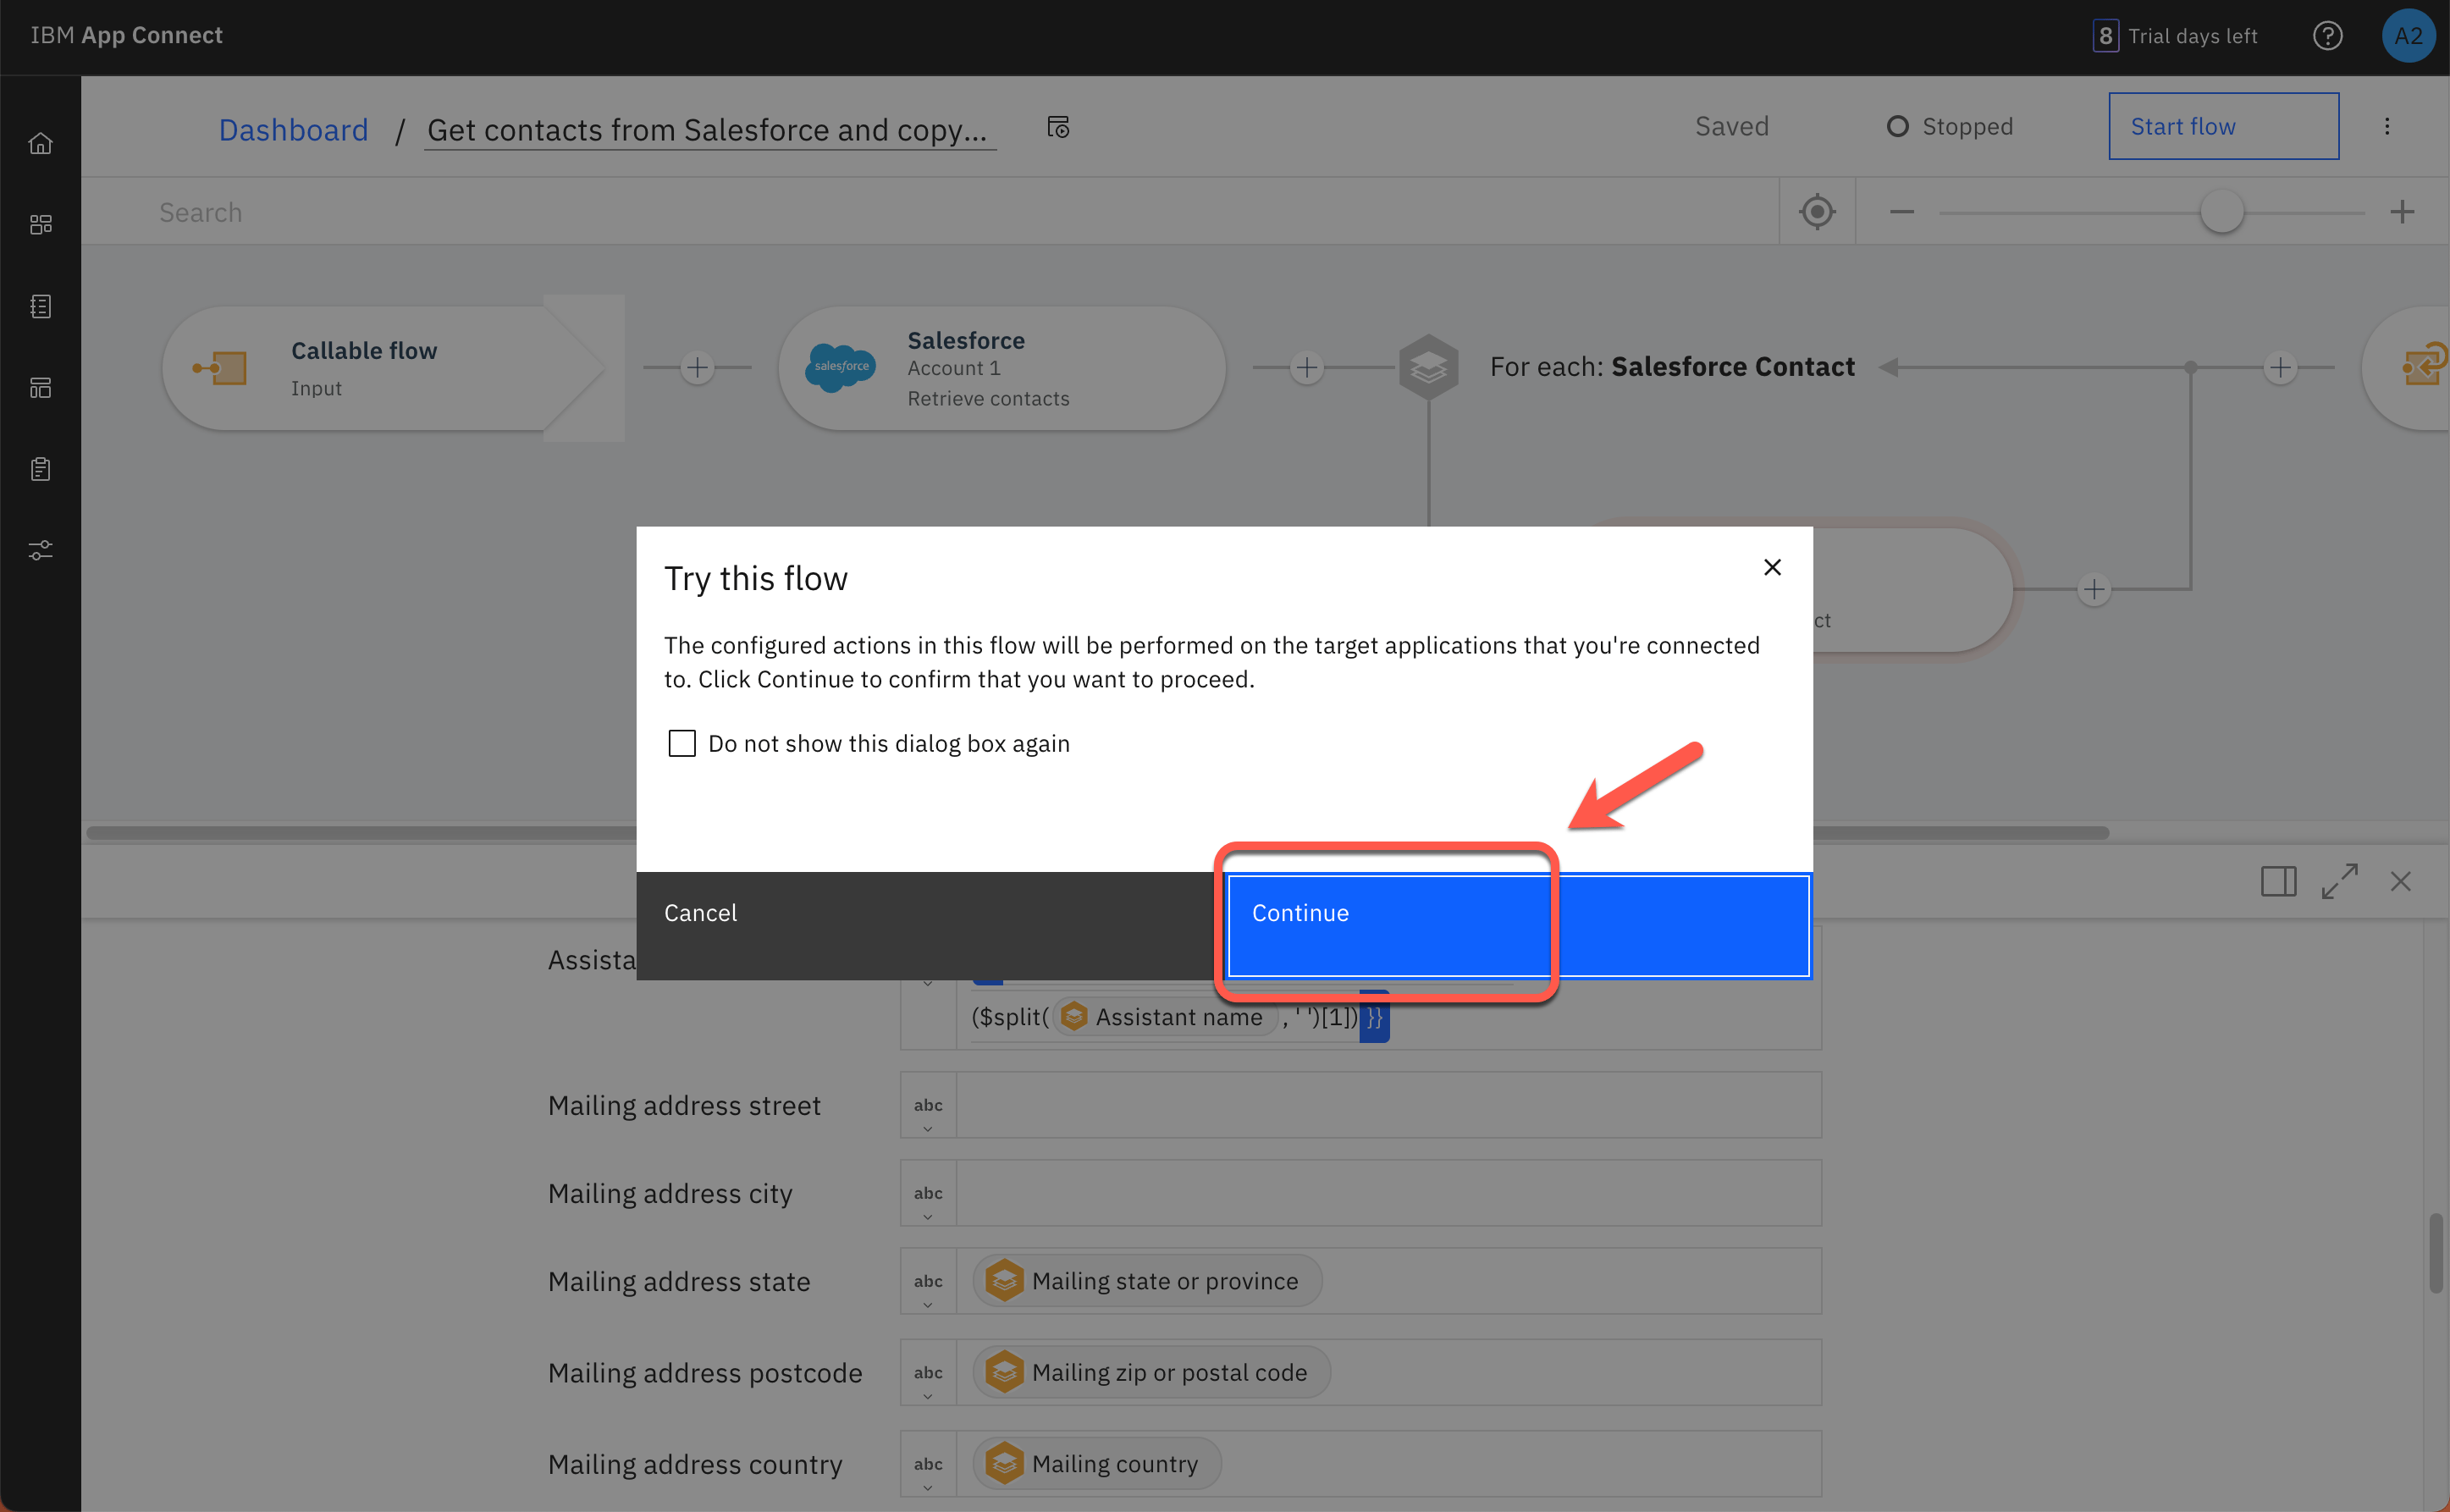 IBM App Connect
8 Trial days left
A2
Dashboard / Get contacts from Salesforce and copy...
Saved
Stopped
Start flow
Search
Callable flow
Input
salesforce
Salesforce
Account 1
Retrieve contacts
For each: Salesforce Contact
ct
Try this flow
The configured actions in this flow will be performed on the target applications that you're connected
to. Click Continue to confirm that you want to proceed.
Do not show this dialog box again
Cancel
Continue
Assista
($split( Assistant name , ' ')[1]) }}
Mailing address street
abc
Mailing address city
abc
Mailing address state
abc
Mailing state or province
Mailing address postcode
abc
Mailing zip or postal code
Mailing address country
abc
Mailing country